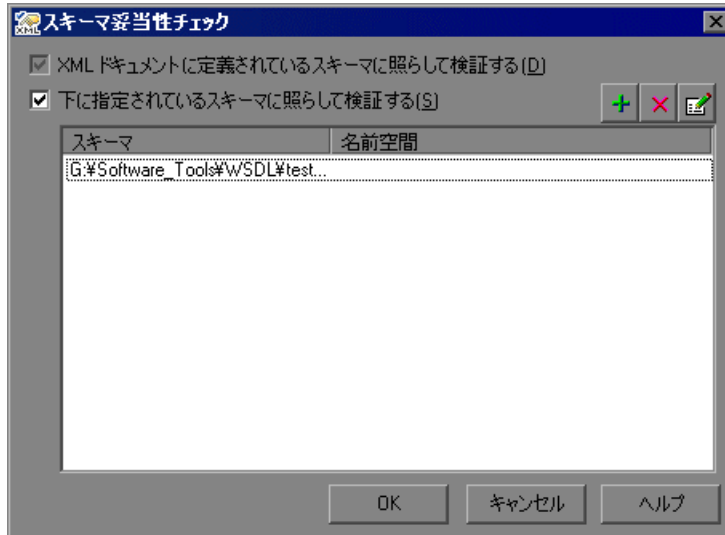 スキーマ妥当性チェック
XML ドキュメントに定義されているスキーマに照らして検証する(D)
下に指定されているスキーマに照らして検証する(S)
スキーマ 名前空間
G:¥Software_Tools¥WSDL¥test...
OK キャンセル ヘルプ